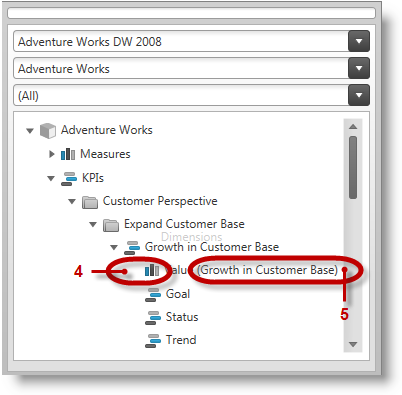 Adventure Works DW 2008
Adventure Works
(All)
Adventure Works
Measures
KPIs
Customer Perspective
Expand Customer Base
Dimensions
Growth in Customer Base
4
(Growth in Customer Base)
5
Goal
Status
Trend